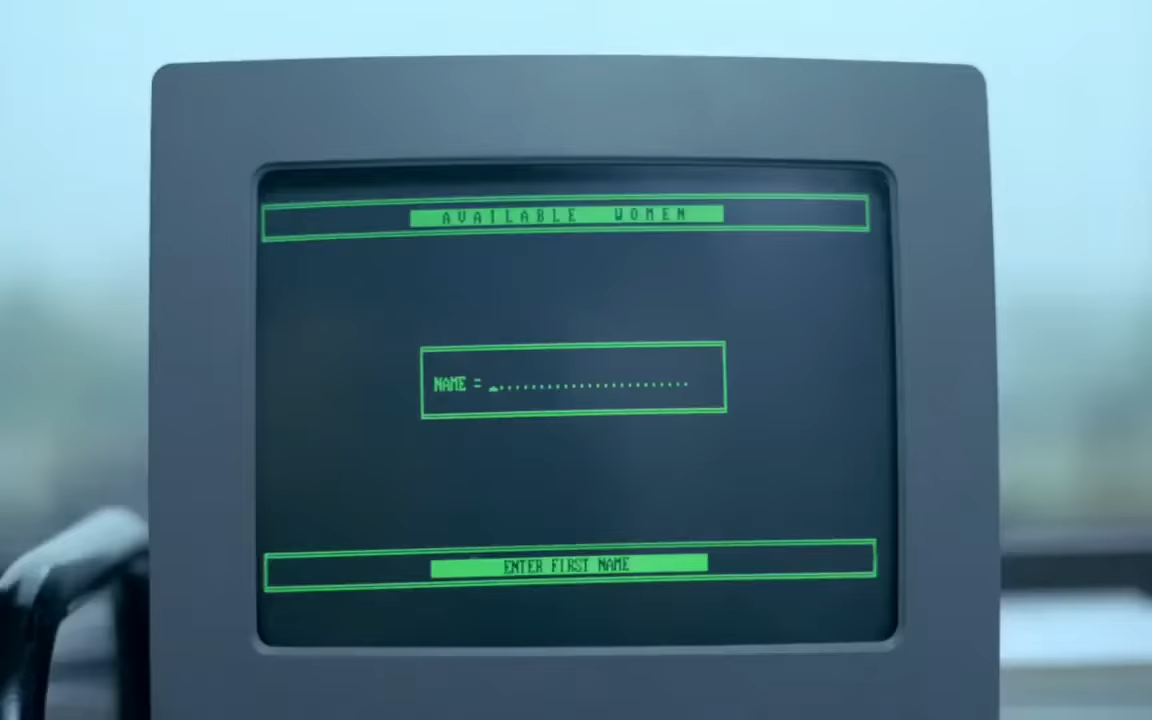 AVAILABLE WOMEN
NAME = ........................
ENTER FIRST NAME